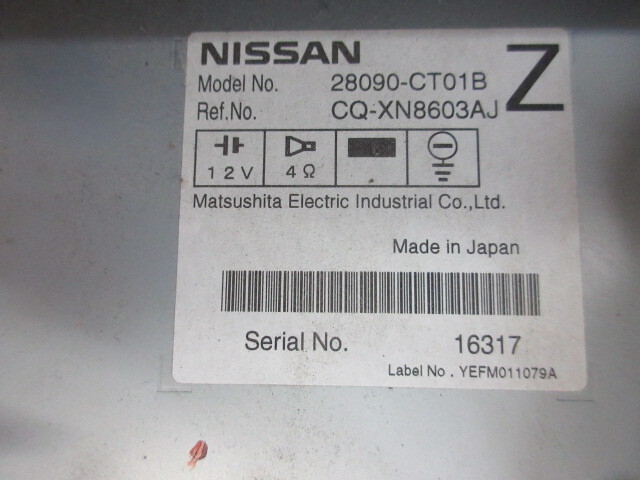 NISSAN Z
Model No. 28090-CT01B
Ref.No. CQ-XN8603AJ
12V 4Ω
Matsushita Electric Industrial Co.,Ltd.
Made in Japan
Serial No. 16317
Label No . YEFM011079A